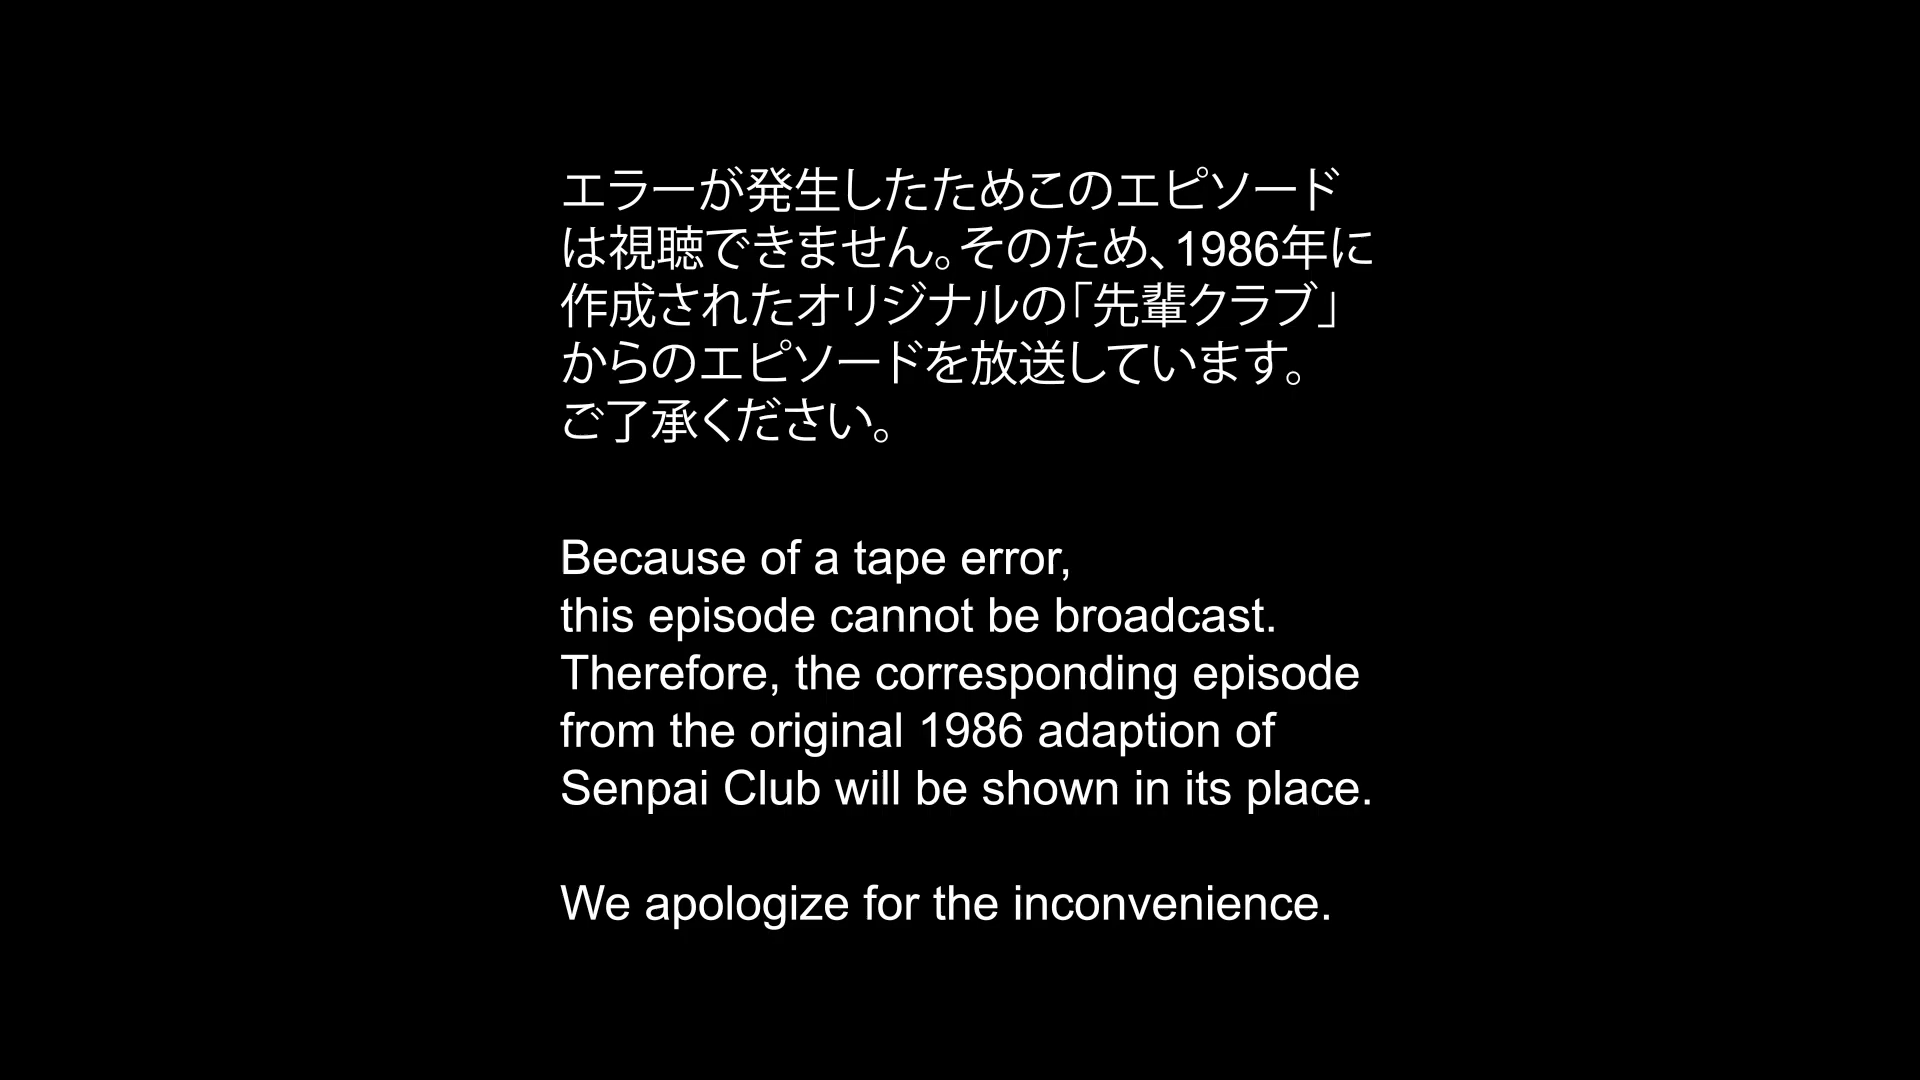 エラーが発生したためこのエピソード
は視聴できません。そのため、1986年に
作成されたオリジナルの「先輩クラブ」
からのエピソードを放送しています。
ご了承ください。
Because of a tape error,
this episode cannot be broadcast.
Therefore, the corresponding episode
from the original 1986 adaption of
Senpai Club will be shown in its place.
We apologize for the inconvenience.